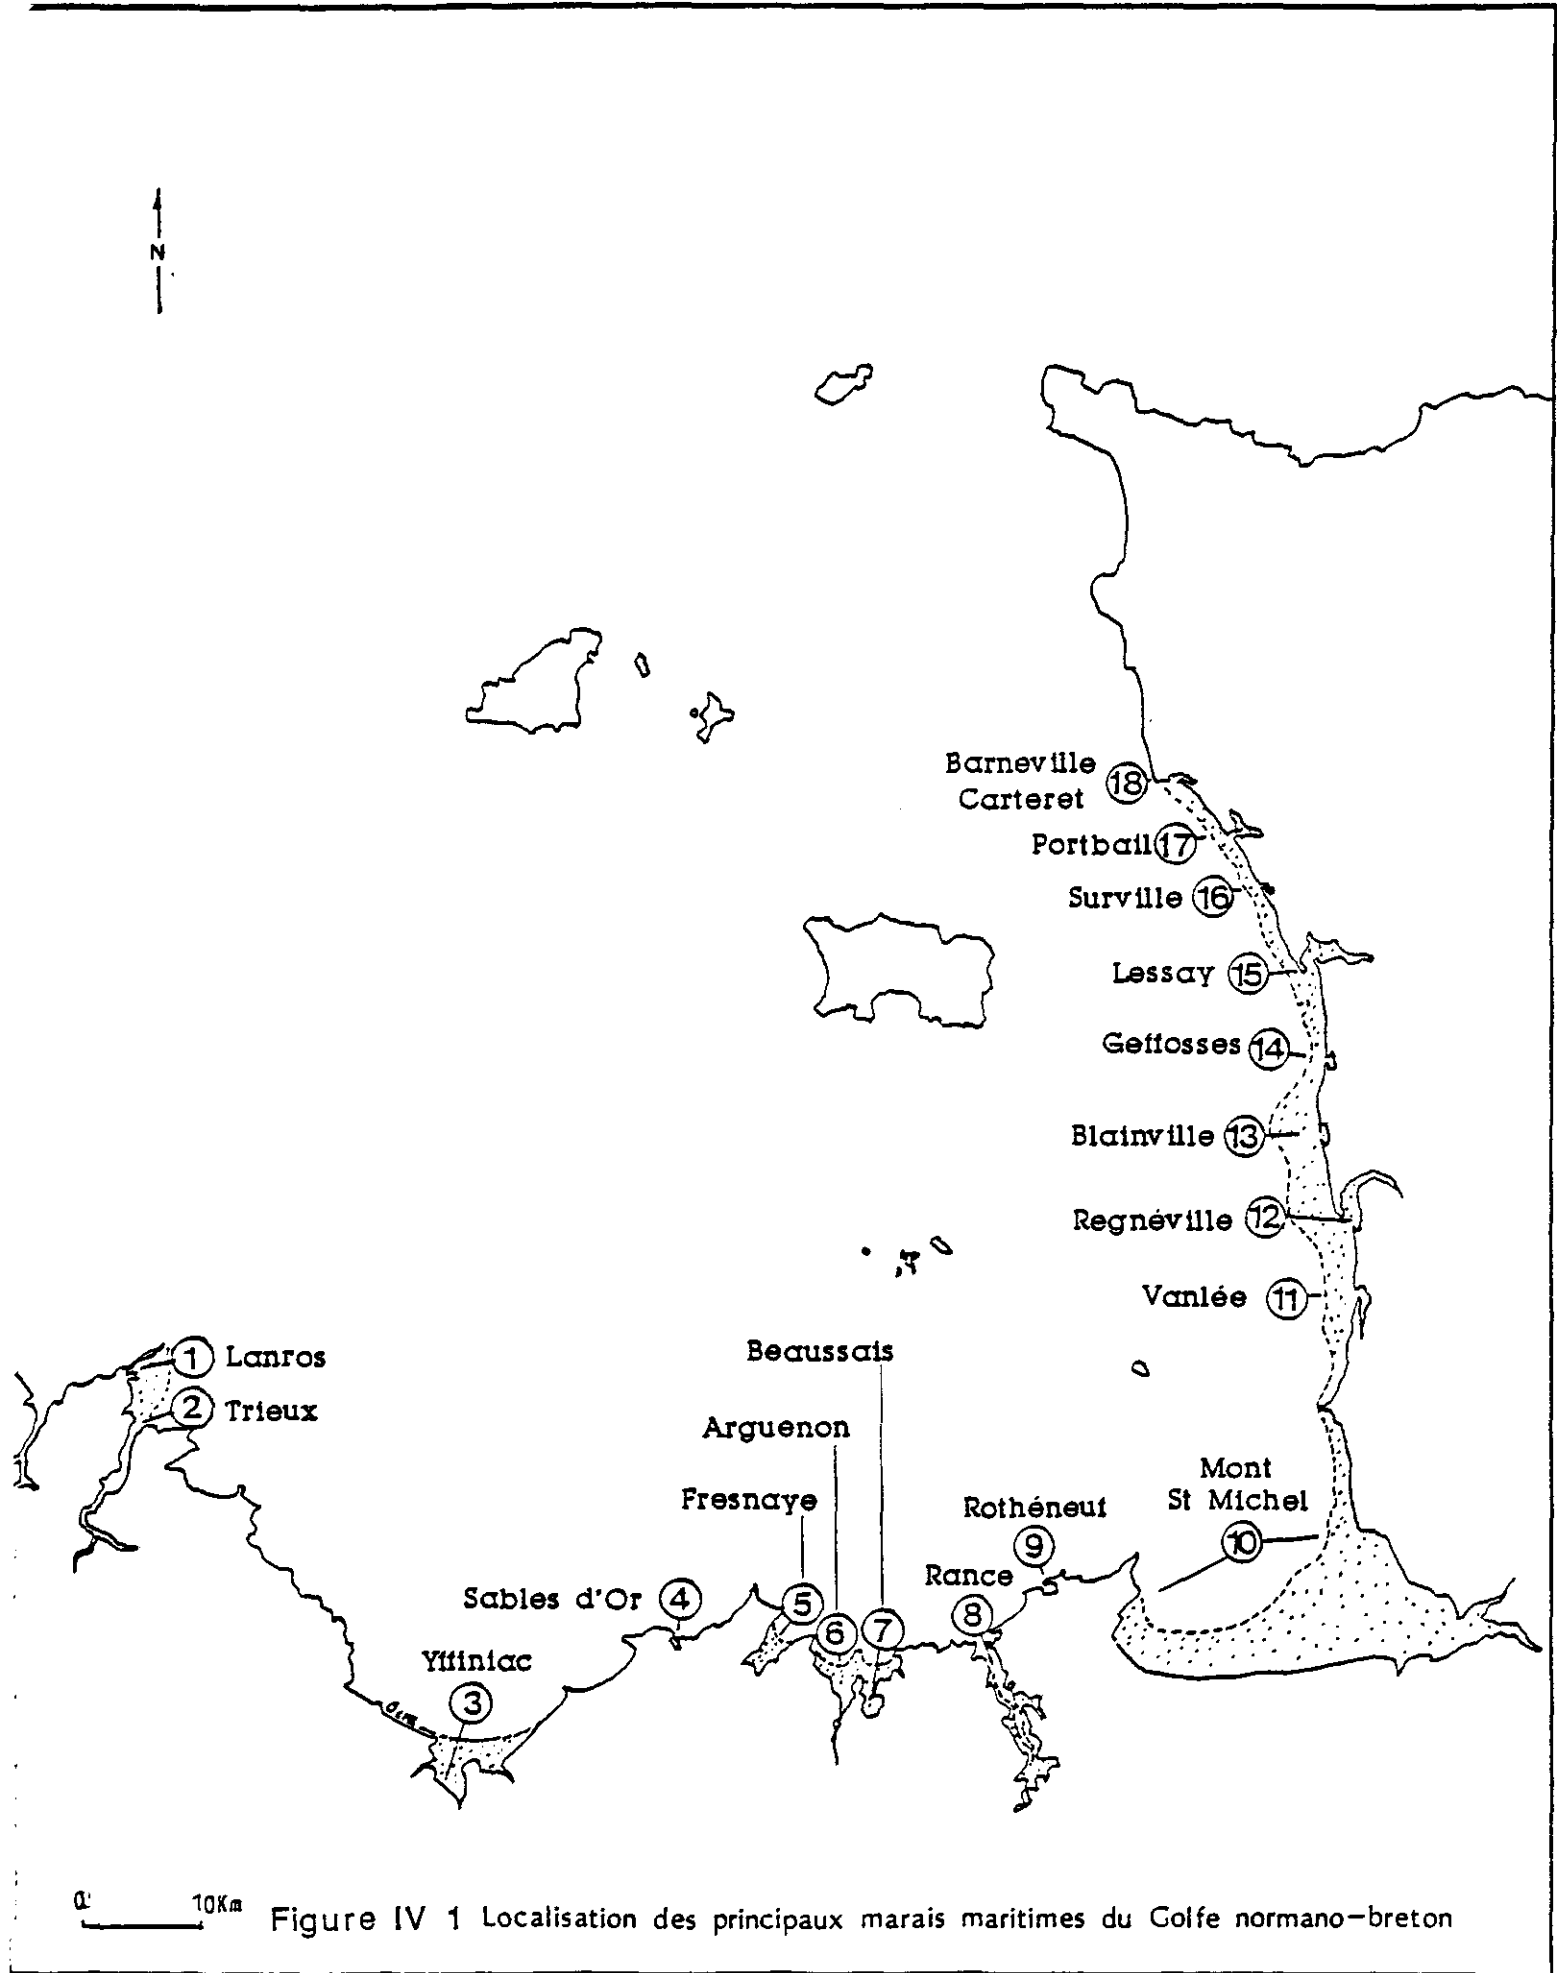 N
Barneville
Carteret
18
Portbail 17
Surville 16
Lessay 15
Geffosses 14
Blainville 13
Regnéville 12
Vanlée 11
1 Lanros
2 Trieux
Beaussais
Arguenon
Fresnaye
Mont
St Michel
10
Rothéneuf
9
Rance
8
Sables d'Or 4
5
6
7
Yffiniac
3
0 10Km
Figure IV 1 Localisation des principaux marais maritimes du Golfe normano-breton